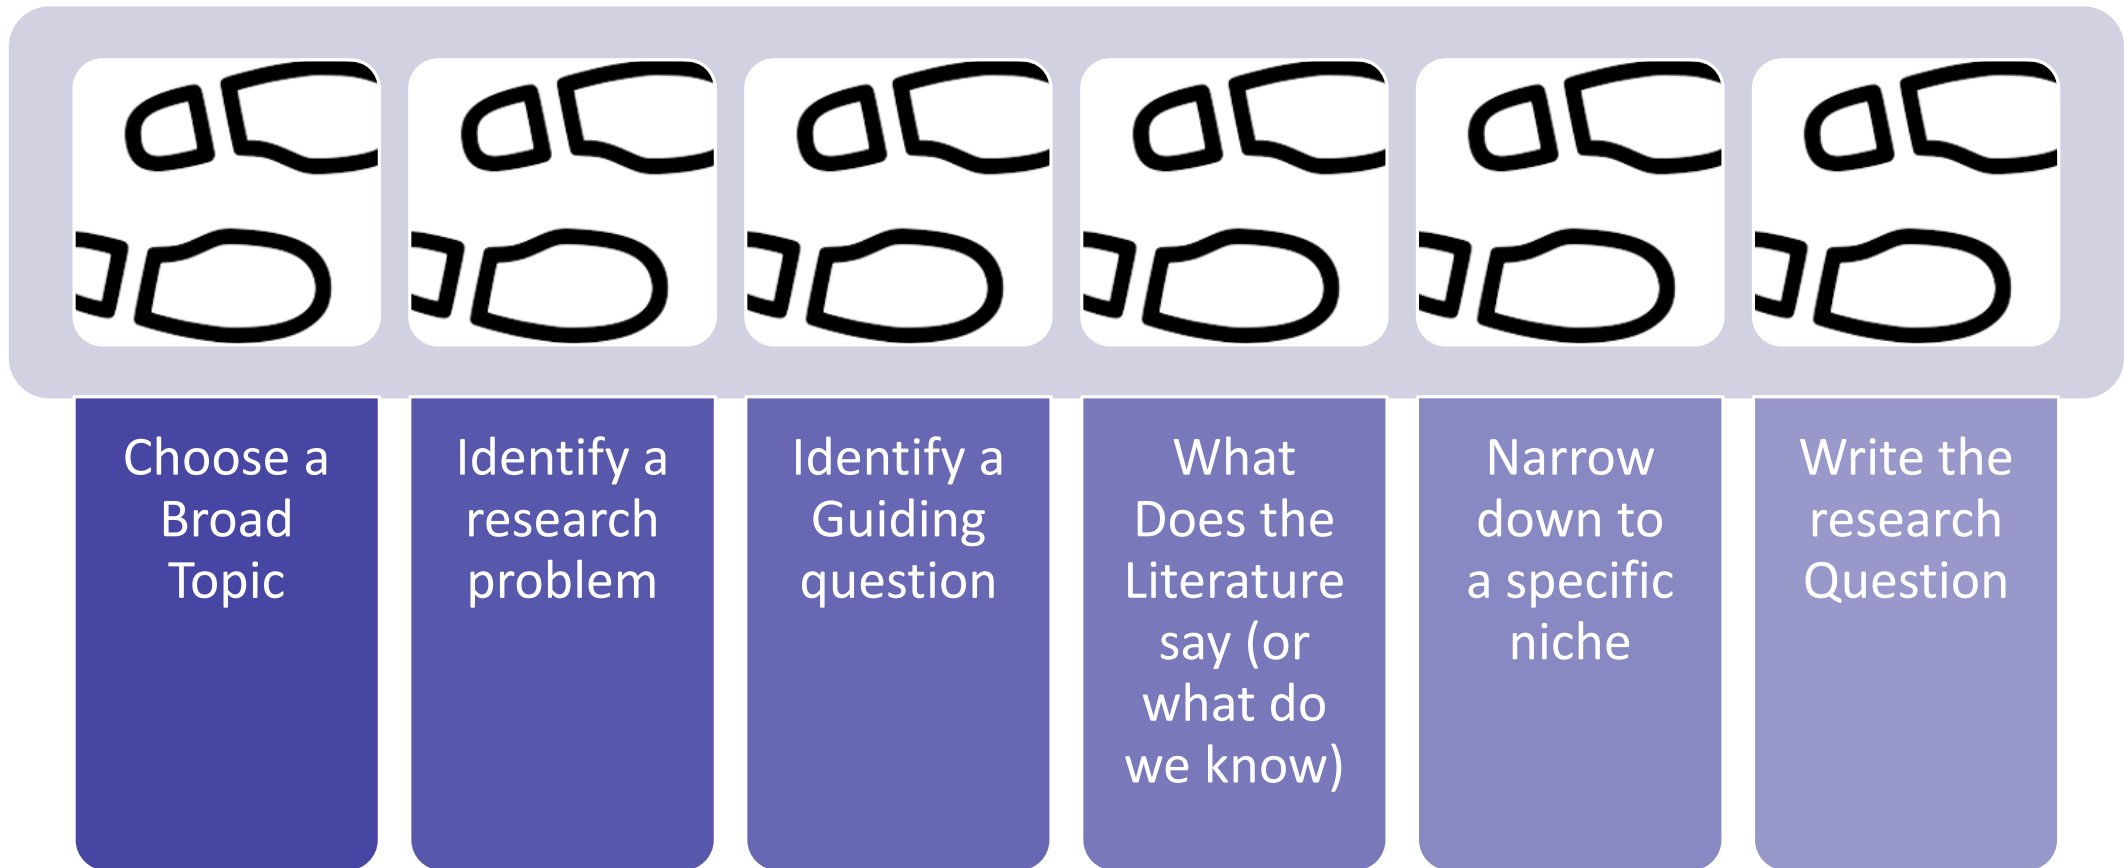 Choose a
Broad
Topic
Identify a
research
problem
Identify a
Guiding
question
What
Does the
Literature
say (or
what do
we know)
Narrow
down to
a specific
niche
Write the
research
Question